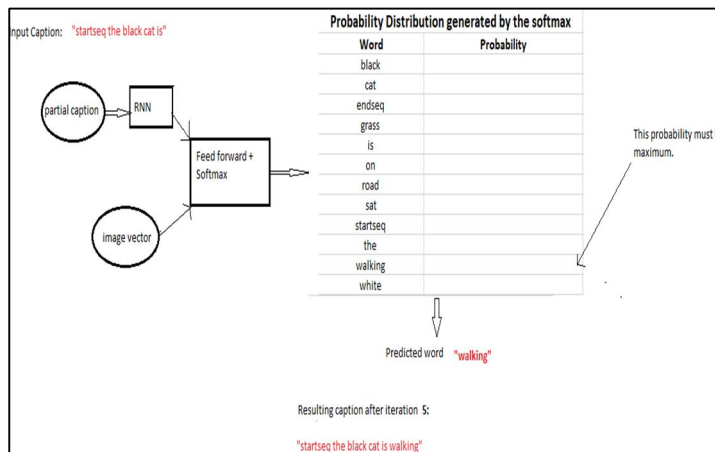 Probability Distribution generated by the softmax
nput Caption: "startseq the black cat is"
Word Probability
black
cat
endseq
grass
is
on
road
sat
startseq
the
walking
white
partial caption
RNN
Feed forward +
Softmax
image vector
This probability must
maximum.
Predicted word "walking"
Resulting caption after iteration 5:
"startseq the black cat is walking"